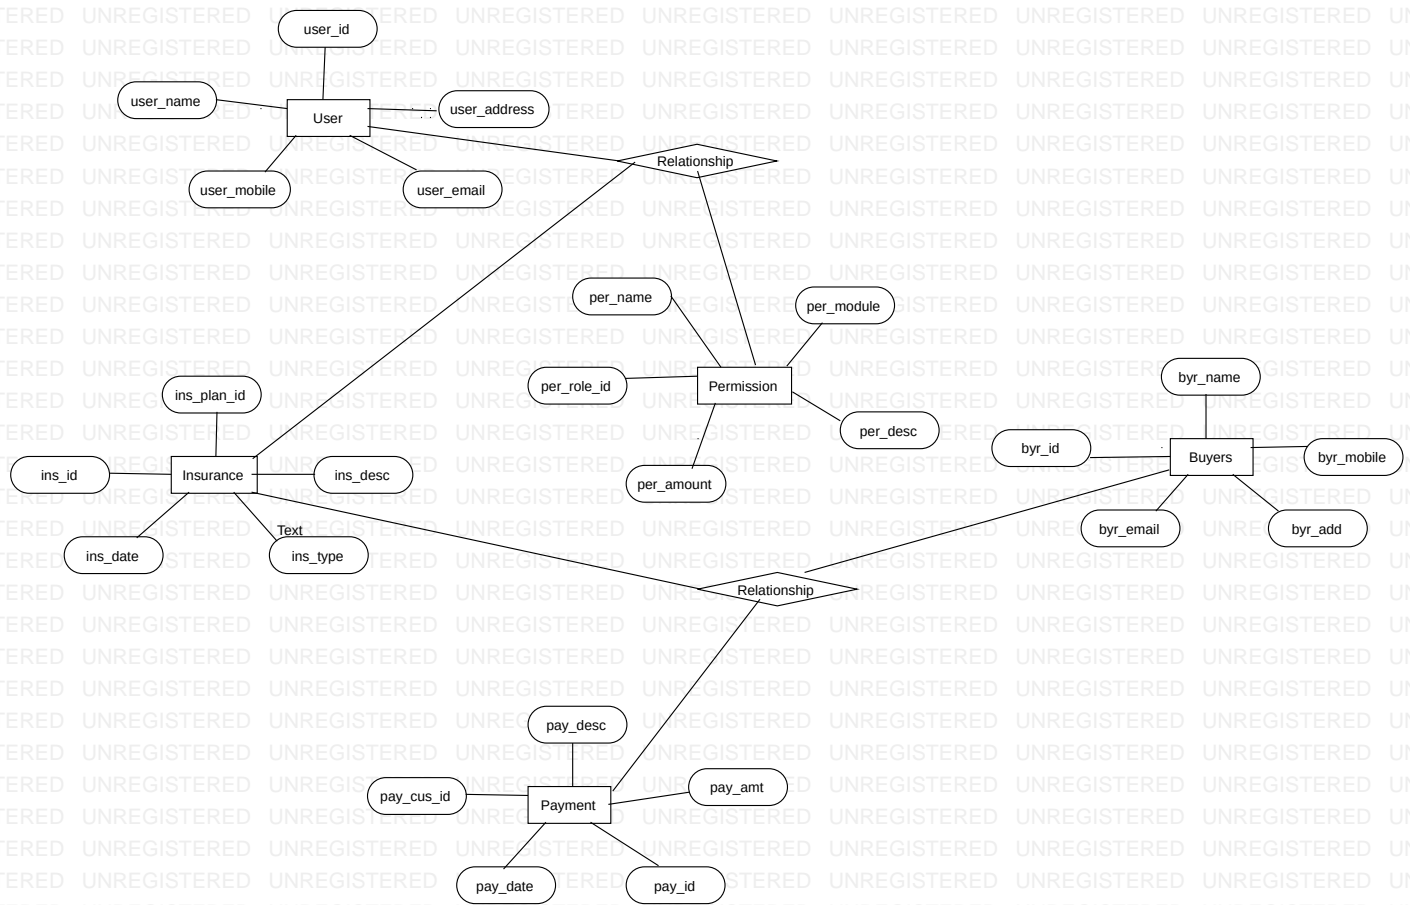 user_id
user_name
User
user_address
user_mobile
user_email
Relationship
per_name
per_module
per_role_id
Permission
per_desc
per_amount
ins_plan_id
ins_id
Insurance
ins_desc
Text
ins_date
ins_type
byr_name
byr_id
Buyers
byr_mobile
byr_email
byr_add
Relationship
pay_desc
pay_cus_id
Payment
pay_amt
pay_date
pay_id
UNREGISTERED